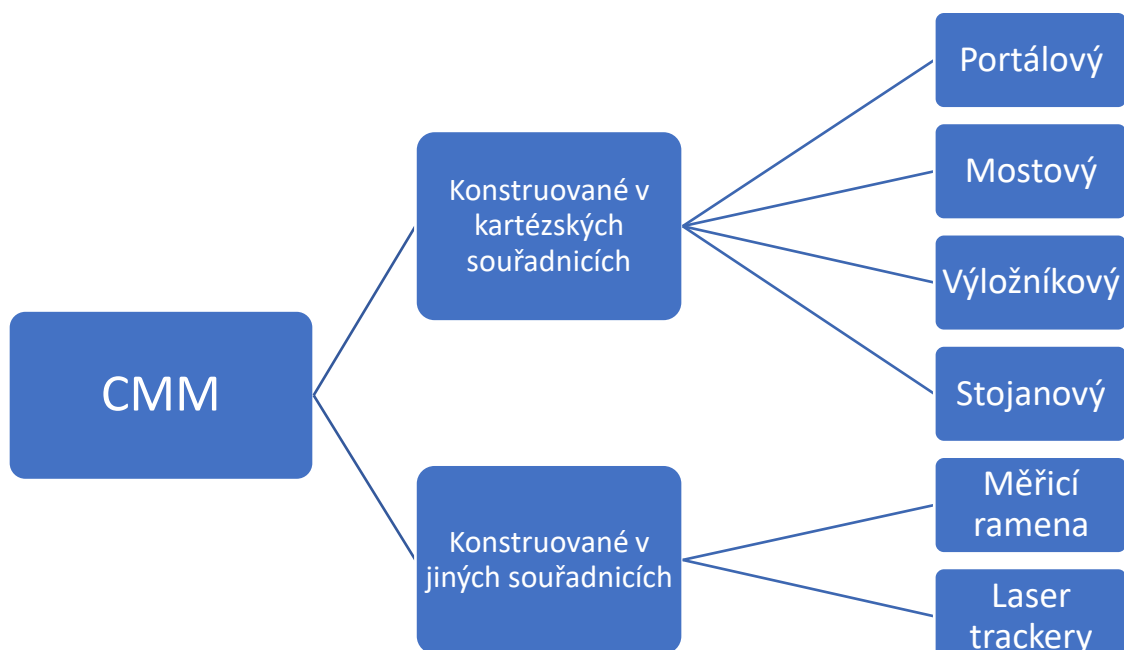 CMM
Konstruované v
kartézských
souřadnicích
Portálový
Mostový
Výložníkový
Stojanový
Konstruované v
jiných souřadnicích
Měřicí
ramena
Laser
trackery